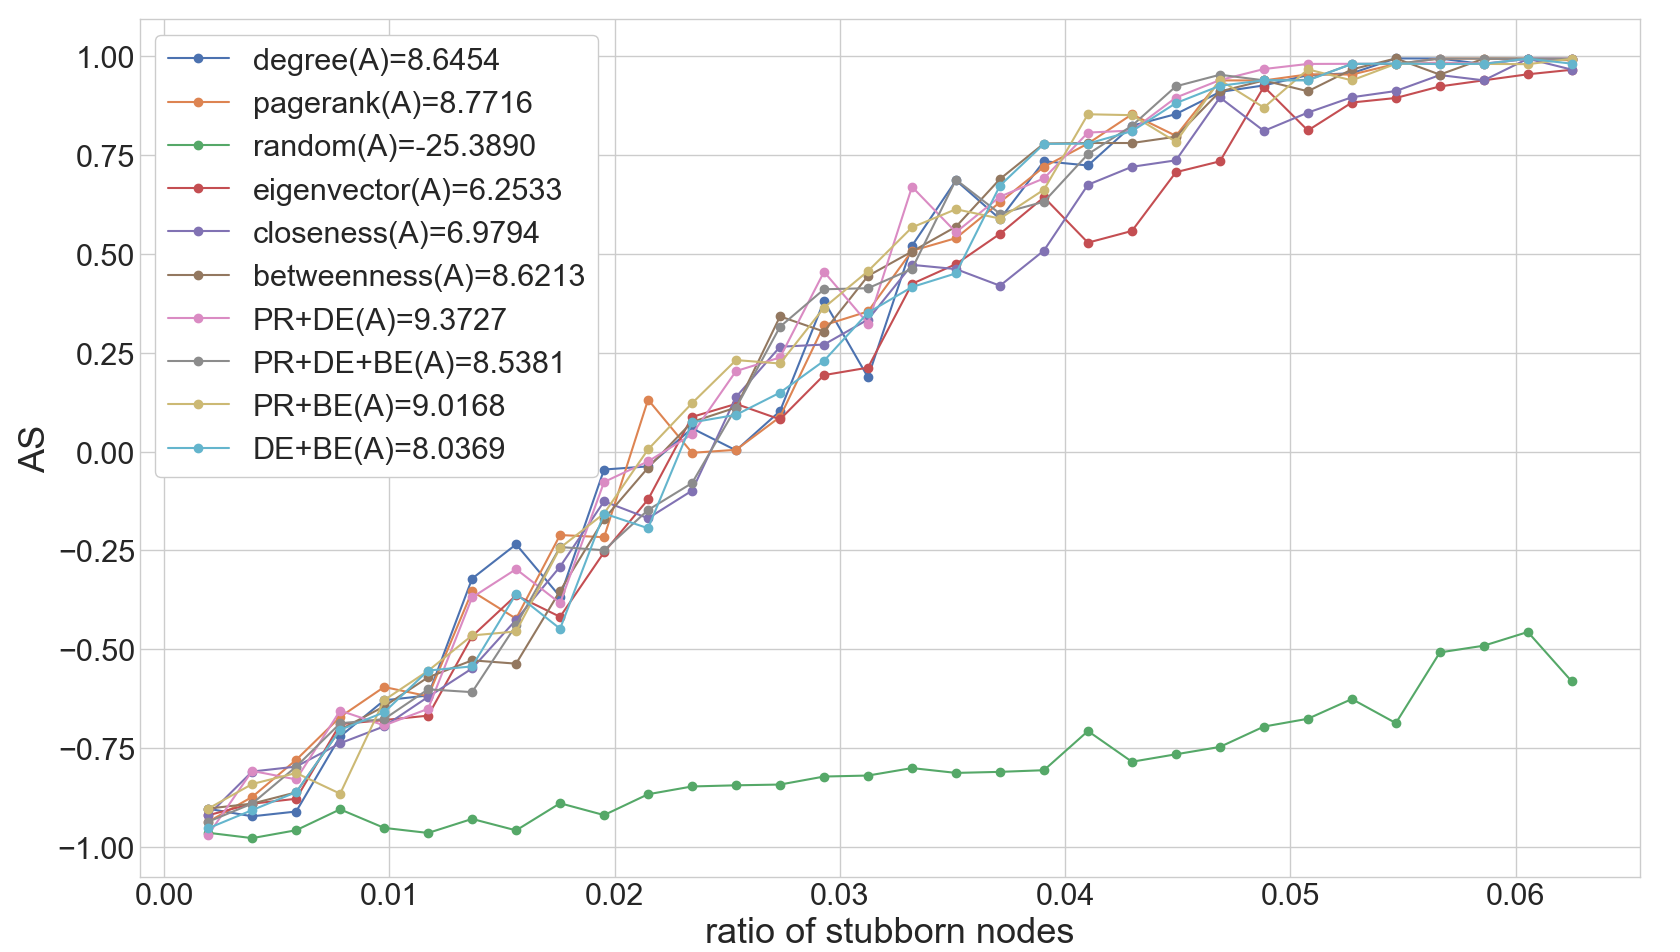 degree(A)=8.6454
pagerank(A)=8.7716
random(A)=-25.3890
eigenvector(A)=6.2533
closeness(A)=6.9794
betweenness(A)=8.6213
PR+DE(A)=9.3727
PR+DE+BE(A)=8.5381
PR+BE(A)=9.0168
DE+BE(A)=8.0369
1.00
0.75
0.50
0.25
0.00
−0.25
−0.50
−0.75
−1.00
AS
0.00 0.01 0.02 0.03 0.04 0.05 0.06
ratio of stubborn nodes